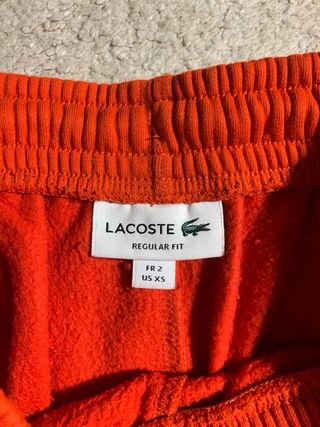 LACOSTE
REGULAR FIT
FR 2
US XS